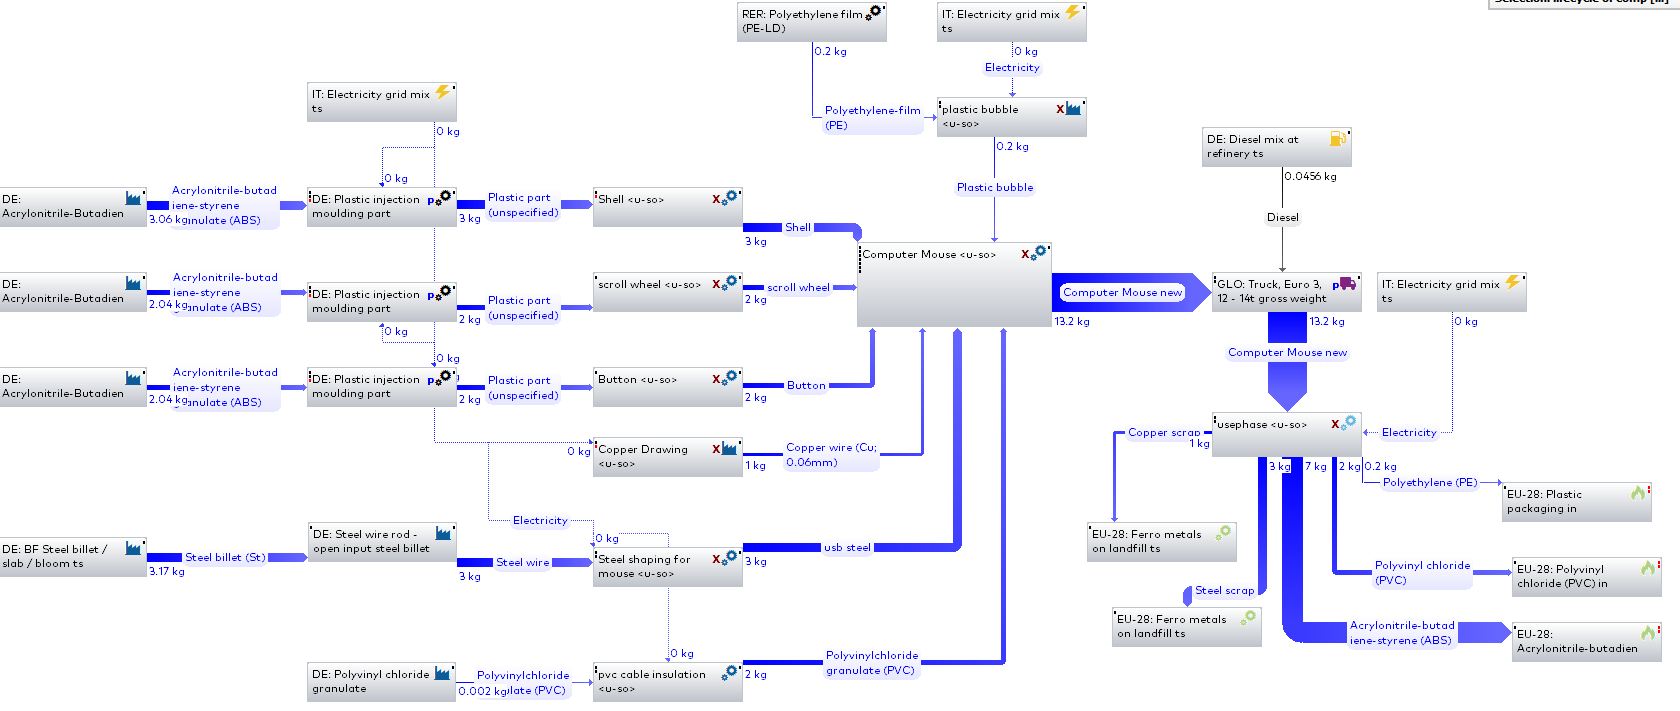 RER: Polyethylene film
(PE-LD)
0.2 kg
Polyethylene-film
(PE)
IT: Electricity grid mix
ts
0 kg
Electricity
plastic bubble
<u-so>
X
0.2 kg
Plastic bubble
IT: Electricity grid mix
ts
0 kg
0 kg
DE:
Acrylonitrile-Butadien
3.06 kg
Acrylonitrile-butad
iene-styrene
anulate (ABS)
DE: Plastic injection
moulding part
p
3 kg
Plastic part
(unspecified)
Shell <u-so>
X
3 kg
Shell
DE:
Acrylonitrile-Butadien
2.04 kg
Acrylonitrile-butad
iene-styrene
anulate (ABS)
DE: Plastic injection
moulding part
p
2 kg
Plastic part
(unspecified)
scroll wheel <u-so>
X
2 kg
scroll wheel
0 kg
0 kg
DE:
Acrylonitrile-Butadien
2.04 kg
Acrylonitrile-butad
iene-styrene
anulate (ABS)
DE: Plastic injection
moulding part
p
2 kg
Plastic part
(unspecified)
Button <u-so>
X
2 kg
Button
0 kg
Copper Drawing
<u-so>
X
1 kg
Copper wire (Cu;
0.06mm)
Electricity
0 kg
DE: BF Steel billet /
slab / bloom ts
3.17 kg
Steel billet (St)
DE: Steel wire rod -
open input steel billet
3 kg
Steel wire
Steel shaping for
mouse <u-so>
X
3 kg
usb steel
0 kg
DE: Polyvinyl chloride
granulate
0.002 kg
Polyvinylchloride
ulate (PVC)
pvc cable insulation
<u-so>
2 kg
Polyvinylchloride
granulate (PVC)
Computer Mouse <u-so>
X
13.2 kg
Computer Mouse new
DE: Diesel mix at
refinery ts
0.0456 kg
Diesel
GLO: Truck, Euro 3,
12 - 14t gross weight
p
13.2 kg
Computer Mouse new
IT: Electricity grid mix
ts
0 kg
Electricity
usephase <u-so>
X
Copper scrap
1 kg
3 kg
7 kg
2 kg
0.2 kg
Polyethylene (PE)
EU-28: Plastic
packaging in
EU-28: Ferro metals
on landfill ts
Polyvinyl chloride
(PVC)
EU-28: Polyvinyl
chloride (PVC) in
Steel scrap
EU-28: Ferro metals
on landfill ts
Acrylonitrile-butad
iene-styrene (ABS)
EU-28:
Acrylonitrile-butadien